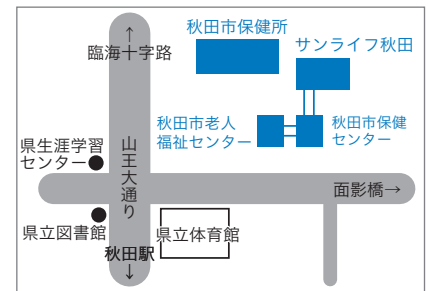 秋田市保健所
↑
臨海十字路
サンライフ秋田
秋田市老人
福祉センター
秋田市保健
センター
県生涯学習
センター
山王大通り
面影橋→
県立図書館
県立体育館
秋田駅
↓